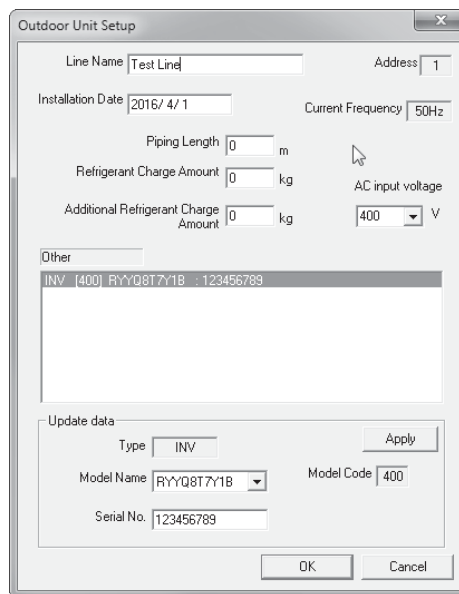 Outdoor Unit Setup
Line Name Test Line Address 1
Installation Date 2016/ 4/ 1 Current Frequency 50Hz
Piping Length 0 m
Refrigerant Charge Amount 0 kg AC input voltage
Additional Refrigerant Charge Amount 0 kg 400 V
Other
INV [400] RYYQ8T7Y1B : 123456789
Update data
Type INV Apply
Model Name RYYQ8T7Y1B Model Code 400
Serial No. 123456789
OK Cancel